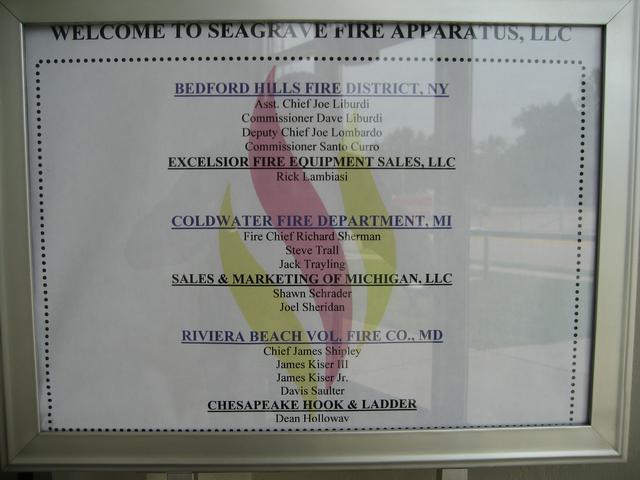 WELCOME TO SEAGRAVE FIRE APPARATUS, LLC
BEDFORD HILLS FIRE DISTRICT, NY
Asst. Chief Joe Liburdi
Commissioner Dave Liburdi
Deputy Chief Joe Lombardo
Commissioner Santo Curro
EXCELSIOR FIRE EQUIPMENT SALES, LLC
Rick Lambiasi
COLDWATER FIRE DEPARTMENT, MI
Fire Chief Richard Sherman
Steve Trall
Jack Trayling
SALES & MARKETING OF MICHIGAN, LLC
Shawn Schrader
Joel Sheridan
RIVIERA BEACH VOL. FIRE CO., MD
Chief James Shipley
James Kiser III
James Kiser Jr.
Davis Saulter
CHESAPEAKE HOOK & LADDER
Dean Holloway